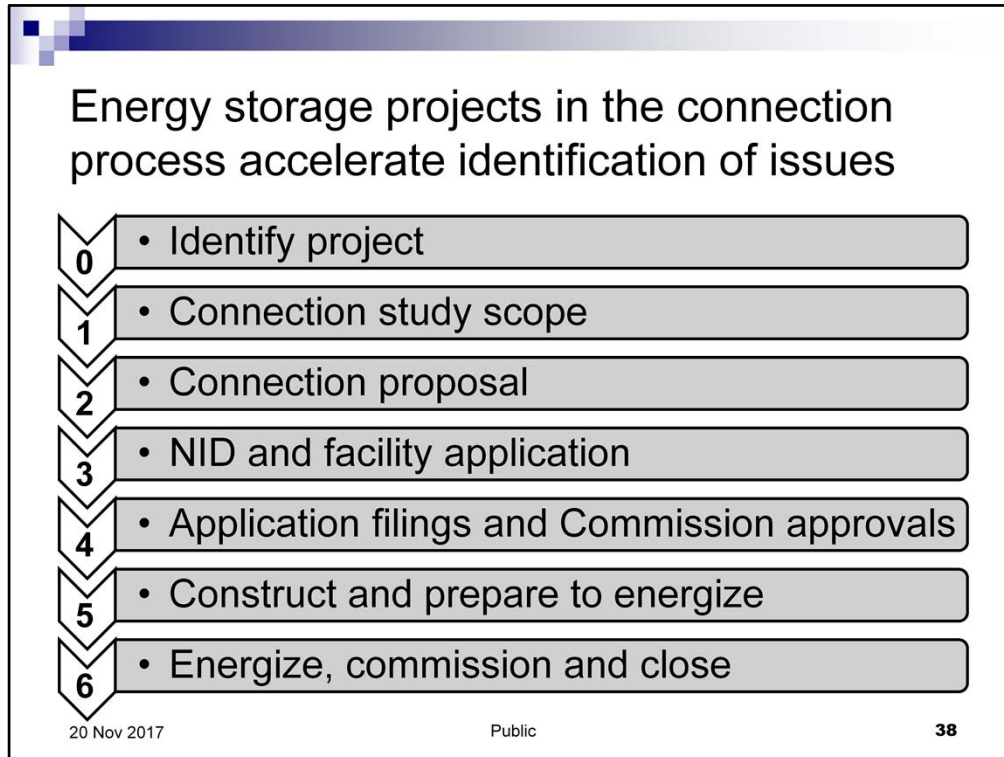 Energy storage projects in the connection
process accelerate identification of issues
0 • Identify project
1 • Connection study scope
2 • Connection proposal
3 • NID and facility application
4 • Application filings and Commission approvals
5 • Construct and prepare to energize
6 • Energize, commission and close
20 Nov 2017 Public 38